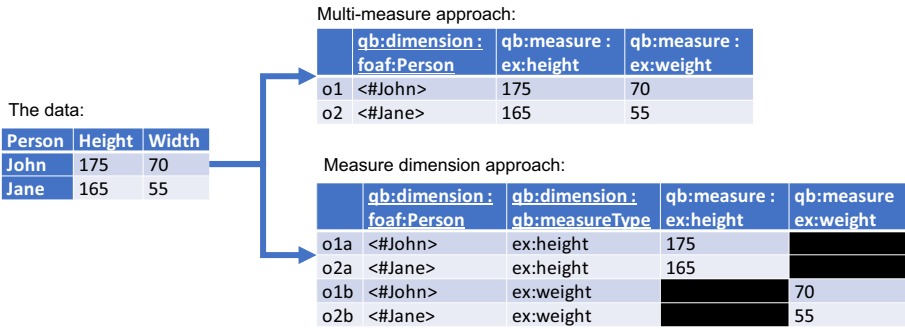 Multi-measure approach:
qb:dimension : qb:measure : qb:measure :
foaf:Person ex:height ex:weight
o1 <#John> 175 70
o2 <#Jane> 165 55
The data:
Person Height Width
John 175 70
Jane 165 55
Measure dimension approach:
qb:dimension : qb:dimension : qb:measure : qb:measure
foaf:Person qb:measureType ex:height ex:weight
o1a <#John> ex:height 175
o2a <#Jane> ex:height 165
o1b <#John> ex:weight 70
o2b <#Jane> ex:weight 55